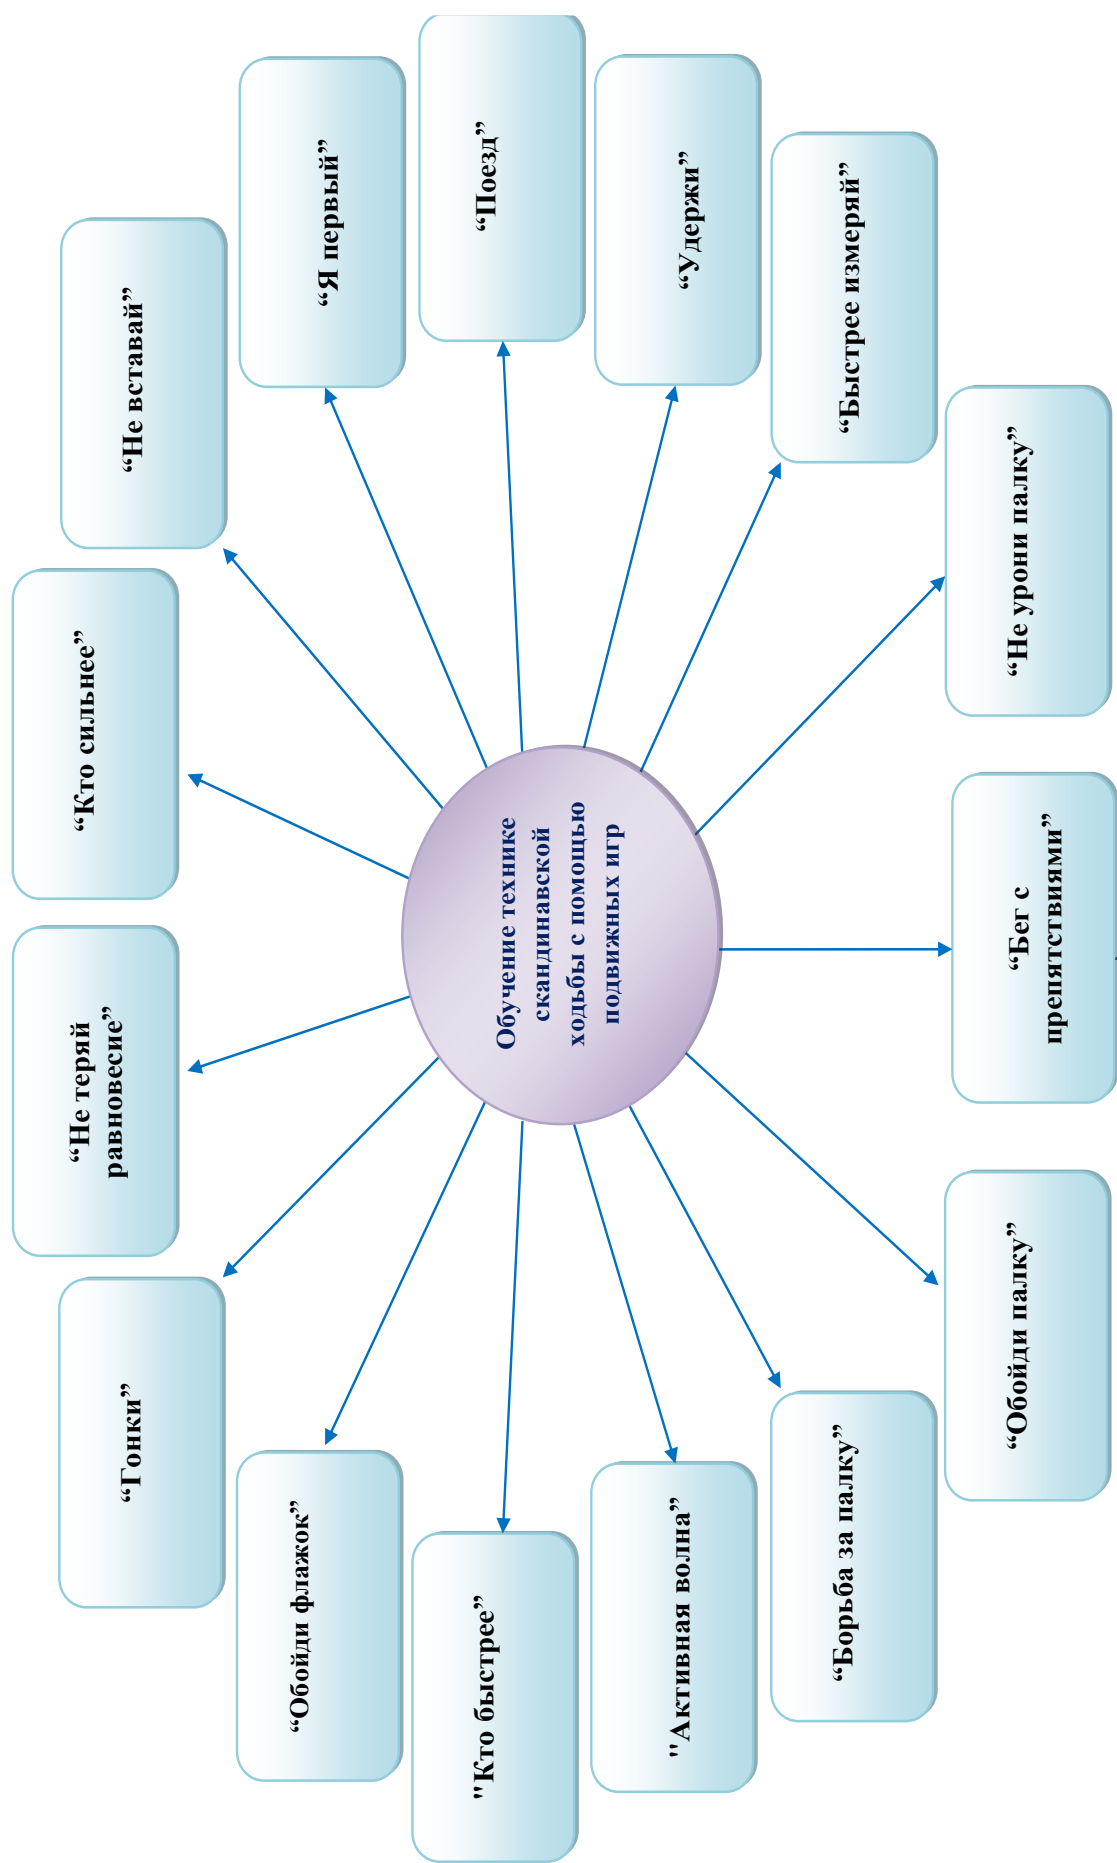 “Не теряй
равновесие”
“Кто сильнее”
“Гонки”
“Не вставай”
“Обойди флажок”
“Я первый”
"Кто быстрее”
“Поезд”
Обучение технике
скандинавской
ходьбы с помощью
подвижных игр
"Активная волна”
“Удержи”
“Борьба за палку”
“Быстрее измеряй”
“Обойди палку”
“Не урони палку”
“Бег с
препятствиями”